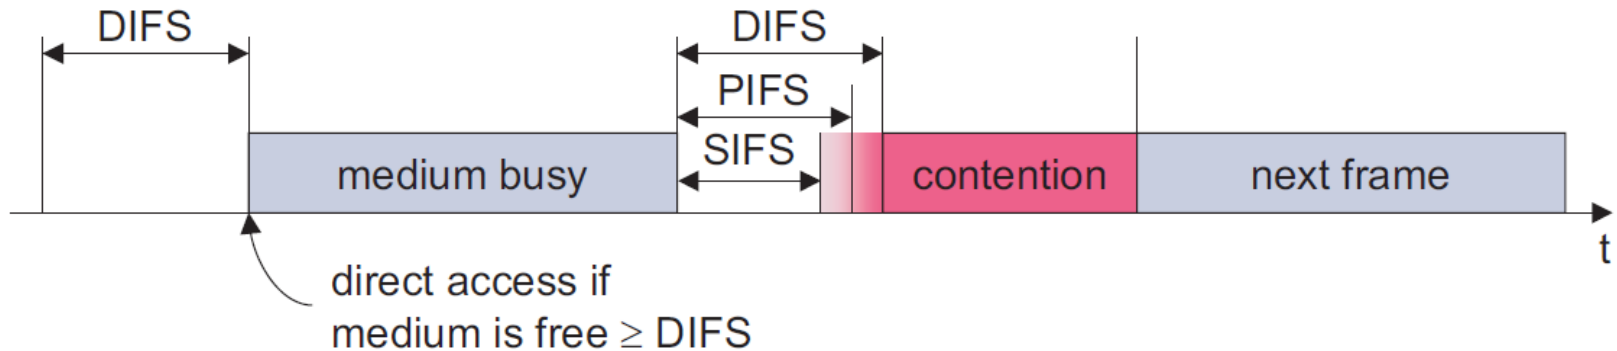 DIFS
DIFS
PIFS
SIFS
medium busy
contention
next frame
t
direct access if
medium is free ≥ DIFS